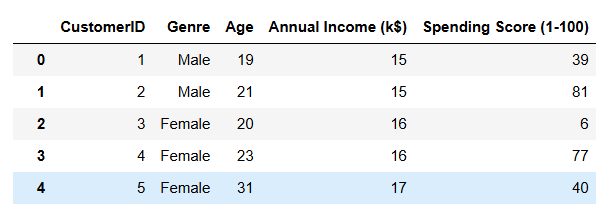 CustomerID Genre Age Annual Income (k$) Spending Score (1-100)
0 1 Male 19 15 39
1 2 Male 21 15 81
2 3 Female 20 16 6
3 4 Female 23 16 77
4 5 Female 31 17 40